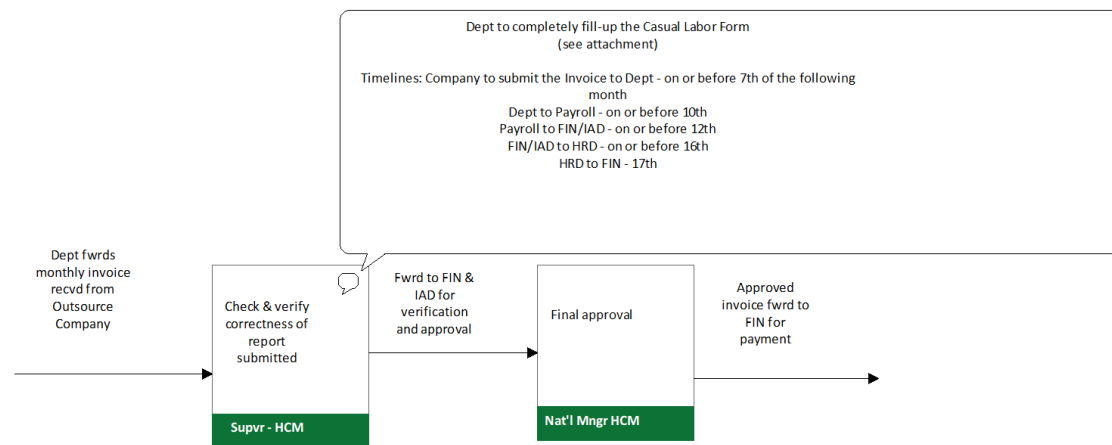 Dept to completely fill-up the Casual Labor Form
(see attachment)
Timelines: Company to submit the Invoice to Dept - on or before 7th of the following
month
Dept to Payroll - on or before 10th
Payroll to FIN/IAD - on or before 12th
FIN/IAD to HRD - on or before 16th
HRD to FIN - 17th
Dept fwrds
monthly invoice
recvd from
Outsource
Company
Check & verify
correctness of
report
submitted
Supvr - HCM
Fwrd to FIN &
IAD for
verification
and approval
Final approval
Nat'l Mngr HCM
Approved
invoice fwrd to
FIN for
payment